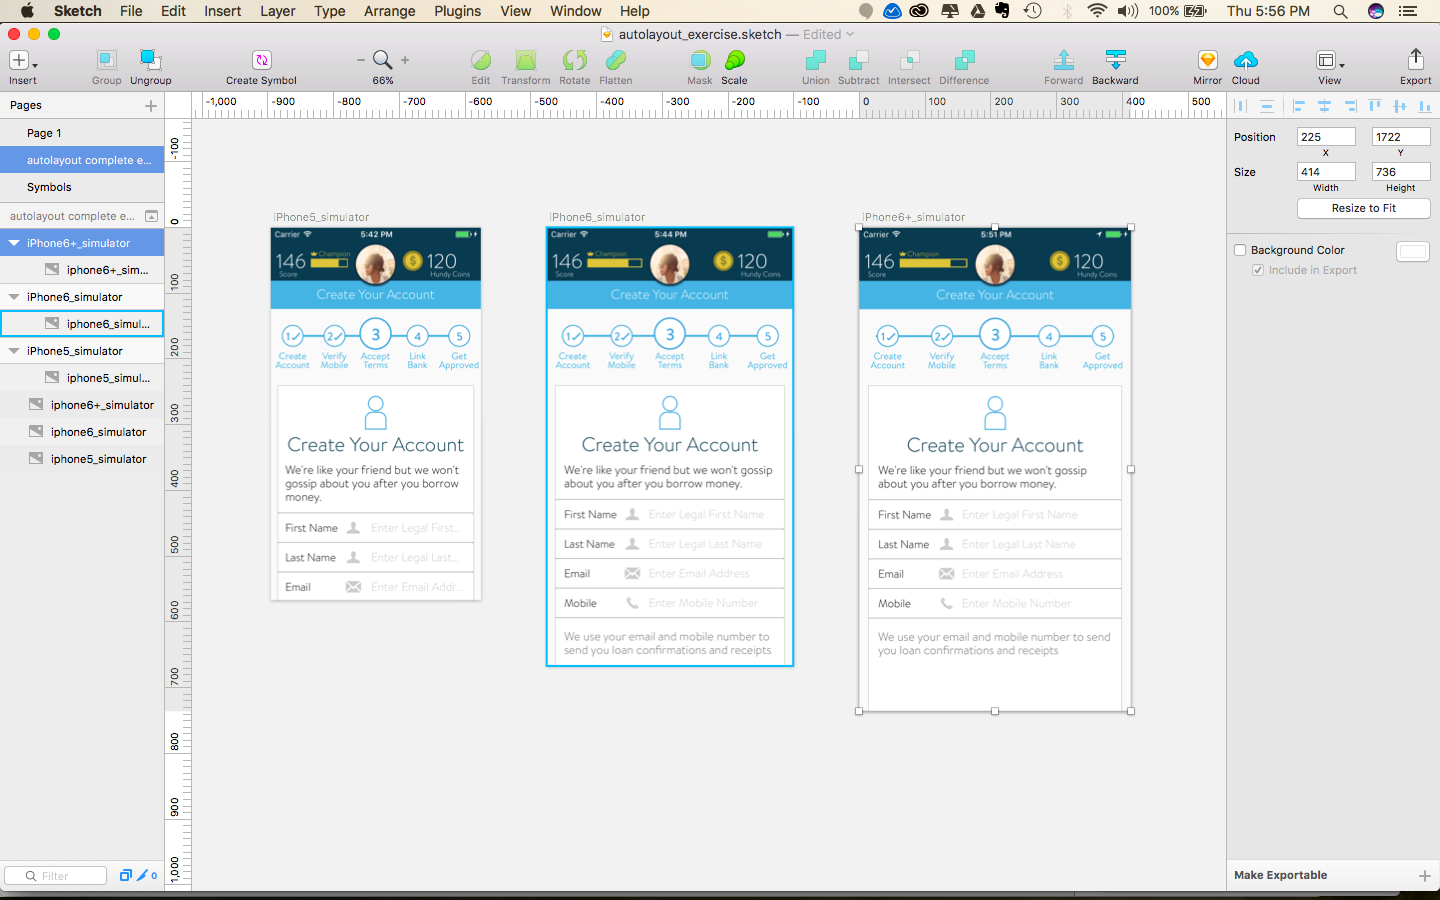 Sketch File Edit Insert Layer Type Arrange Plugins View Window Help 100% Thu 5:56 PM
autolayout_exercise.sketch — Edited
Insert Group Ungroup Create Symbol 66% Edit Transform Rotate Flatten Mask Scale Union Subtract Intersect Difference Forward Backward Mirror Cloud View Export
Pages
Page 1
autolayout complete e...
Symbols
autolayout complete e...
iPhone6+_simulator
iphone6+_sim...
iPhone6_simulator
iphone6_simul...
iPhone5_simulator
iphone5_simul...
iphone6+_simulator
iphone6_simulator
iphone5_simulator
Filter
0
-1,000 -900 -800 -700 -600 -500 -400 -300 -200 -100 0 100 200 300 400 500
-100
0
100
200
300
400
500
600
700
800
900
1,000
iPhone5_simulator
Carrier 5:42 PM
146 Champion 120
Score Hundy Coins
Create Your Account
1 2 3 4 5
Create Verify Accept Link Get
Account Mobile Terms Bank Approved
Create Your Account
We're like your friend but we won't
gossip about you after you borrow
money.
First Name Enter Legal First...
Last Name Enter Legal Last...
Email Enter Email Addr...
iPhone6_simulator
Carrier 5:44 PM
146 Champion 120
Score Hundy Coins
Create Your Account
1 2 3 4 5
Create Verify Accept Link Get
Account Mobile Terms Bank Approved
Create Your Account
We're like your friend but we won't gossip
about you after you borrow money.
First Name Enter Legal First Name
Last Name Enter Legal Last Name
Email Enter Email Address
Mobile Enter Mobile Number
We use your email and mobile number to
send you loan confirmations and receipts
iPhone6+_simulator
Carrier 5:51 PM
146 Champion 120
Score Hundy Coins
Create Your Account
1 2 3 4 5
Create Verify Accept Link Get
Account Mobile Terms Bank Approved
Create Your Account
We're like your friend but we won't gossip
about you after you borrow money.
First Name Enter Legal First Name
Last Name Enter Legal Last Name
Email Enter Email Address
Mobile Enter Mobile Number
We use your email and mobile number to send
you loan confirmations and receipts
Position 225 1722
X Y
Size 414 736
Width Height
Resize to Fit
Background Color
Include in Export
Make Exportable